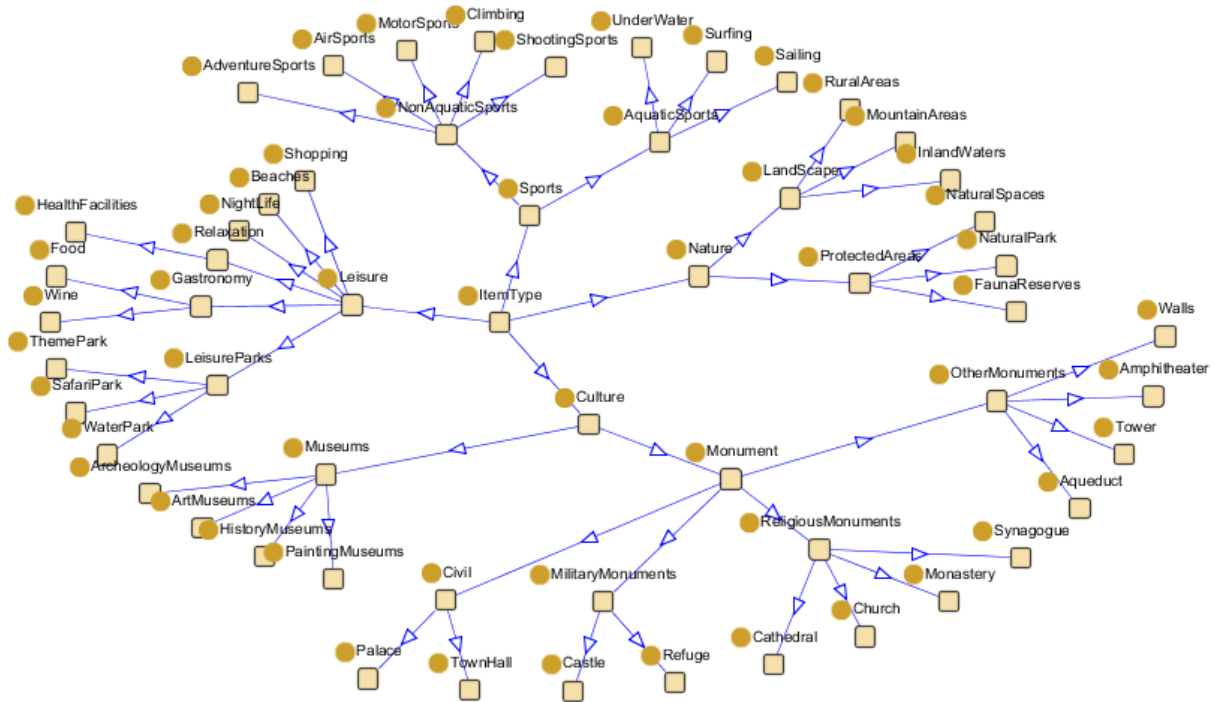 Climbing
MotorSports
UnderWater
AirSports
ShootingSports
Surfing
AdventureSports
Sailing
RuralAreas
NonAquaticSports
AquaticSports
MountainAreas
Shopping
InlandWaters
Beaches
LandScape
Sports
NaturalSpaces
HealthFacilities
NightLife
Relaxation
NaturalPark
Food
Nature
ProtectedAreas
Gastronomy
Leisure
FaunaReserves
Wine
ItemType
Walls
ThemePark
LeisureParks
Amphitheater
OtherMonuments
SafariPark
Culture
WaterPark
Tower
Museums
Monument
ArcheologyMuseums
Aqueduct
ArtMuseums
ReligiousMonuments
HistoryMuseums
Synagogue
PaintingMuseums
Civil
MilitaryMonuments
Monastery
Church
Cathedral
Palace
Refuge
TownHall
Castle